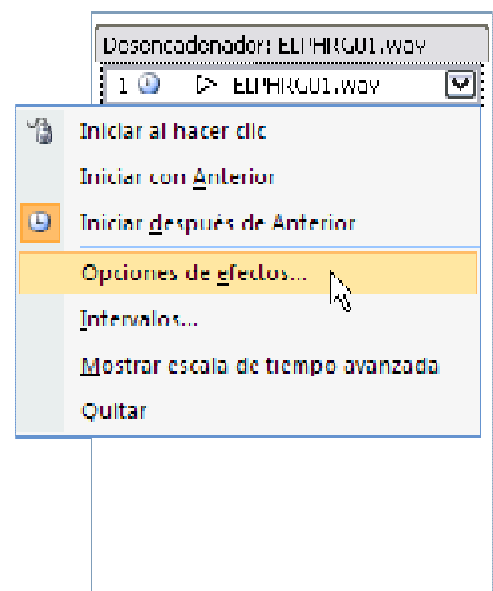 Desencadenador: ELPHRG01.wav
1 ELPHRG01.wav
Iniciar al hacer clic
Iniciar con Anterior
Iniciar después de Anterior
Opciones de efectos...
Intervalos...
Mostrar escala de tiempo avanzada
Quitar